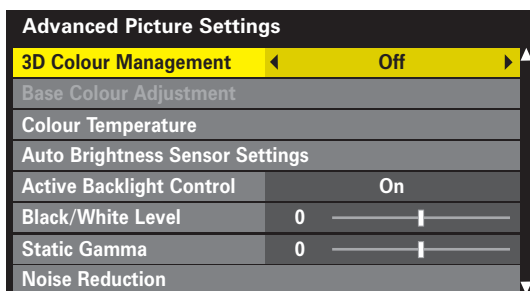 Advanced Picture Settings
3D Colour Management Off
Base Colour Adjustment
Colour Temperature
Auto Brightness Sensor Settings
Active Backlight Control On
Black/White Level 0
Static Gamma 0
Noise Reduction